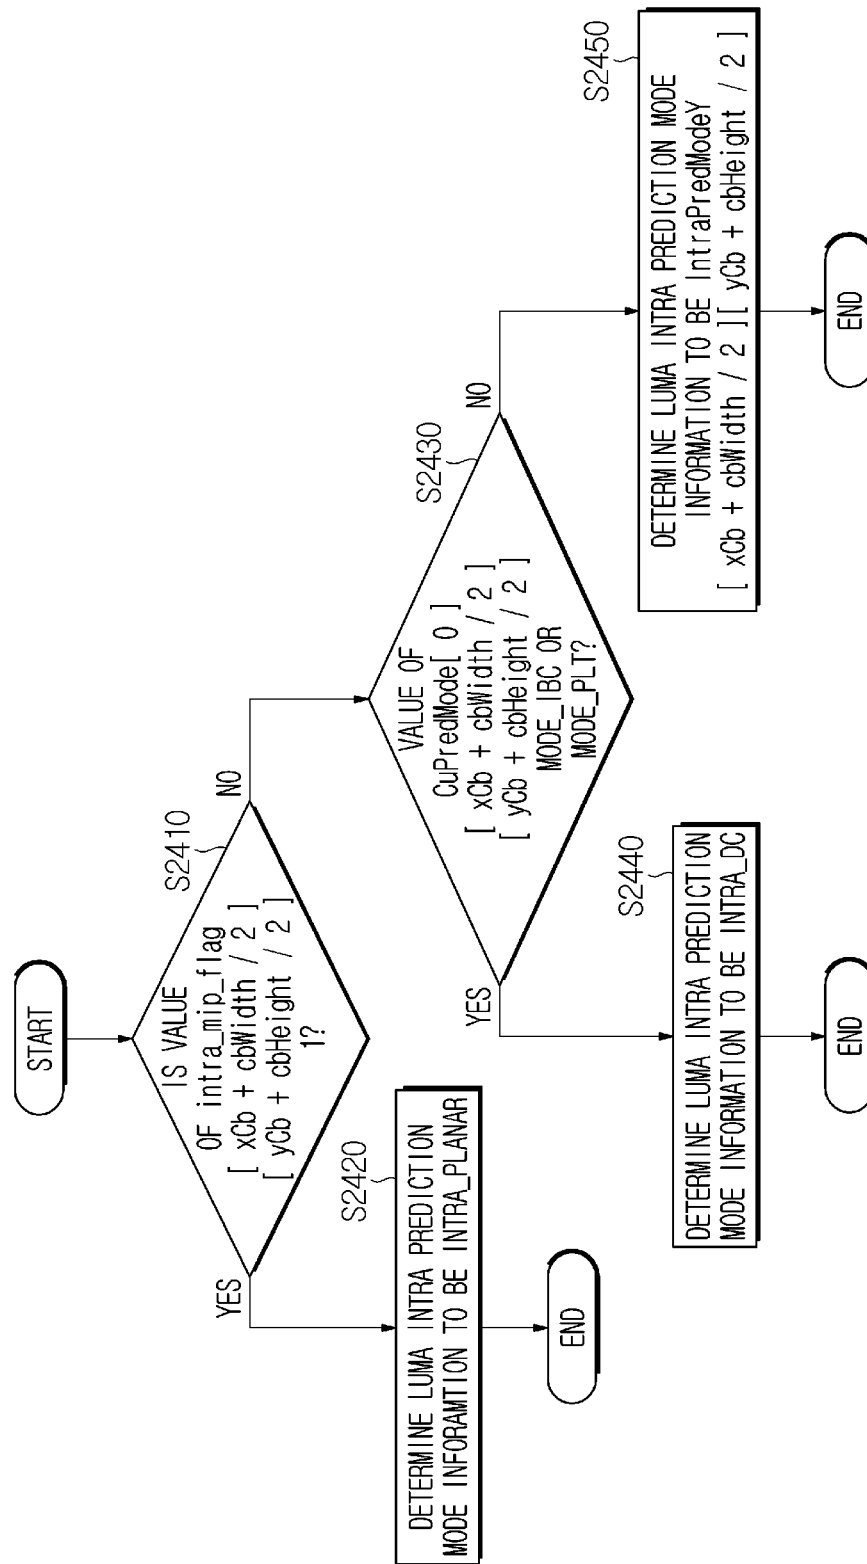 START
S2410
IS VALUE
OF intra_mip_flag
[ xCb + cbWidth / 2 ]
[ yCb + cbHeight / 2 ]
1?
YES
NO
S2420
DETERMINE LUMA INTRA PREDICTION
MODE INFORAMTION TO BE INTRA_PLANAR
END
S2430
VALUE OF
CuPredMode[ 0 ]
[ xCb + cbWidth / 2 ]
[ yCb + cbHeight / 2 ]
MODE_IBC OR
MODE_PLT?
YES
NO
S2440
DETERMINE LUMA INTRA PREDICTION
MODE INFORMATION TO BE INTRA_DC
END
S2450
DETERMINE LUMA INTRA PREDICTION MODE
INFORMATION TO BE IntraPredModeY
[ xCb + cbWidth / 2 ][ yCb + cbHeight / 2 ]
END